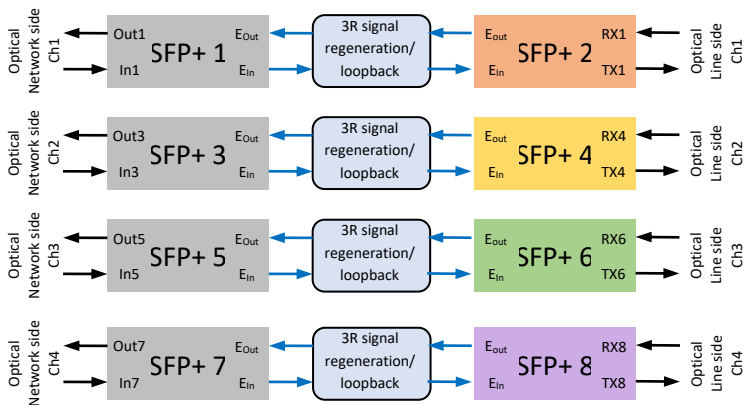 Optical
Network side
Ch1
Out1
In1
SFP+ 1
EOut
EIn
3R signal
regeneration/
loopback
Eout
EIn
SFP+ 2
RX1
TX1
Optical
Line side
Ch1
Optical
Network side
Ch2
Out3
In3
SFP+ 3
EOut
EIn
3R signal
regeneration/
loopback
Eout
EIn
SFP+ 4
RX4
TX4
Optical
Line side
Ch2
Optical
Network side
Ch3
Out5
In5
SFP+ 5
EOut
EIn
3R signal
regeneration/
loopback
Eout
EIn
SFP+ 6
RX6
TX6
Optical
Line side
Ch3
Optical
Network side
Ch4
Out7
In7
SFP+ 7
EOut
EIn
3R signal
regeneration/
loopback
Eout
EIn
SFP+ 8
RX8
TX8
Optical
Line side
Ch4